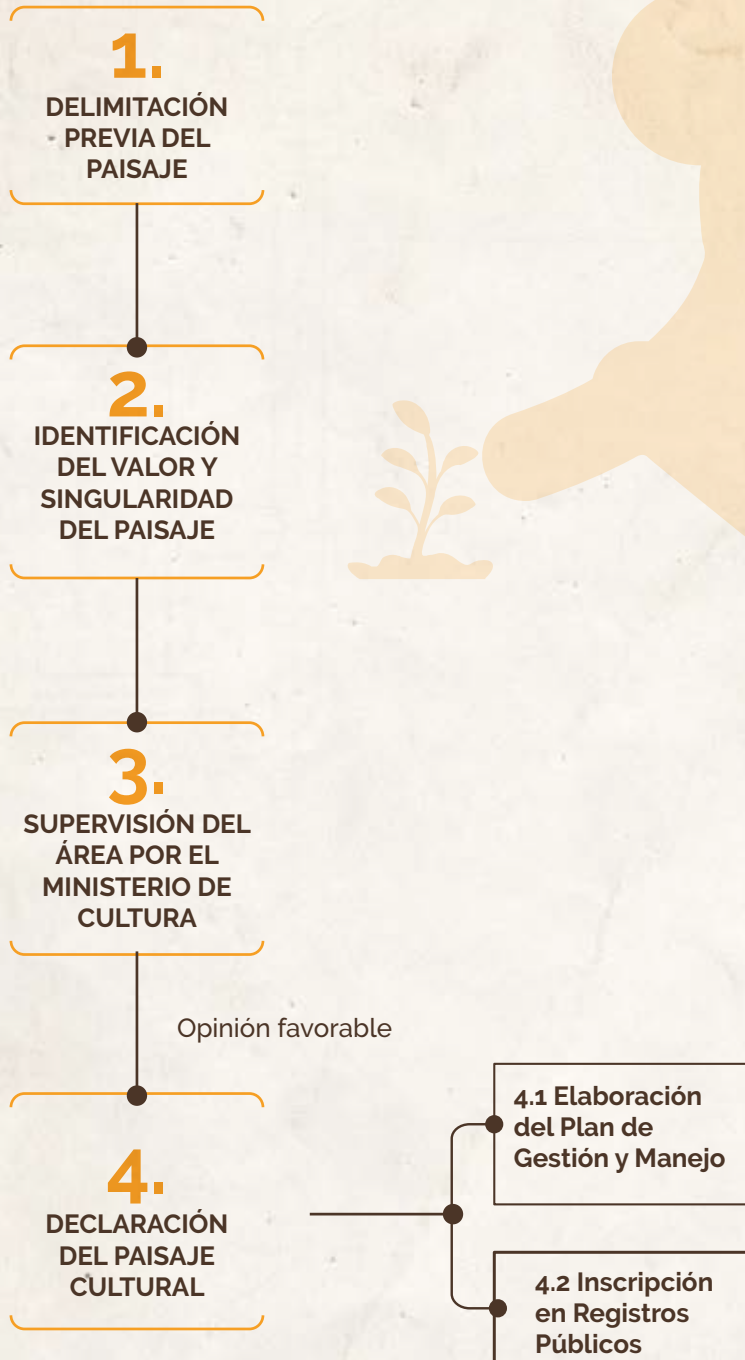 1.
DELIMITACIÓN
PREVIA DEL
PAISAJE
2.
IDENTIFICACIÓN
DEL VALOR Y
SINGULARIDAD
DEL PAISAJE
3.
SUPERVISIÓN DEL
ÁREA POR EL
MINISTERIO DE
CULTURA
Opinión favorable
4.
DECLARACIÓN
DEL PAISAJE
CULTURAL
4.1 Elaboración
del Plan de
Gestión y Manejo
4.2 Inscripción
en Registros
Públicos